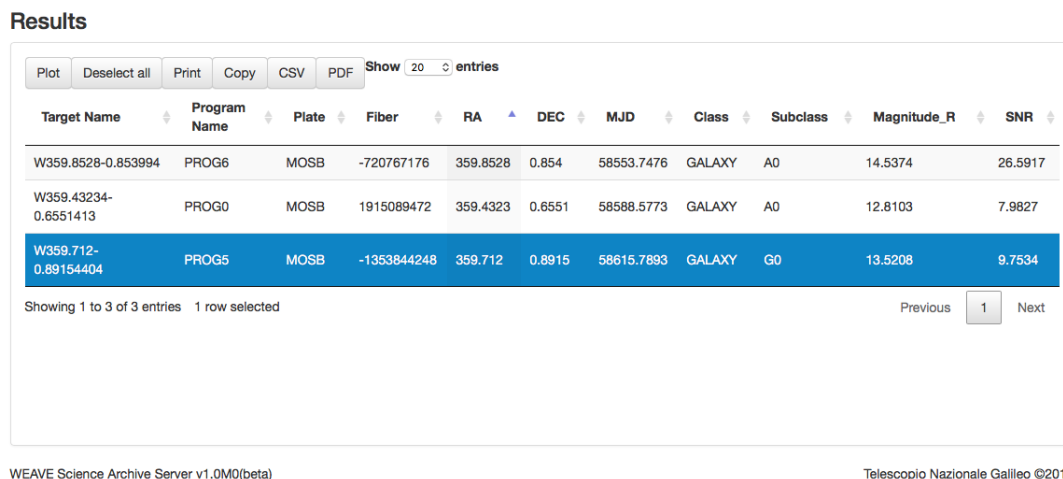 Results
Plot Deselect all Print Copy CSV PDF Show 20 entries
Target Name Program Name Plate Fiber RA DEC MJD Class Subclass Magnitude_R SNR
W359.8528-0.853994 PROG6 MOSB -720767176 359.8528 0.854 58553.7476 GALAXY A0 14.5374 26.5917
W359.43234-0.6551413 PROG0 MOSB 1915089472 359.4323 0.6551 58588.5773 GALAXY A0 12.8103 7.9827
W359.712-0.89154404 PROG5 MOSB -1353844248 359.712 0.8915 58615.7893 GALAXY G0 13.5208 9.7534
Showing 1 to 3 of 3 entries 1 row selected Previous 1 Next
WEAVE Science Archive Server v1.0M0(beta) Telescopio Nazionale Galileo ©201